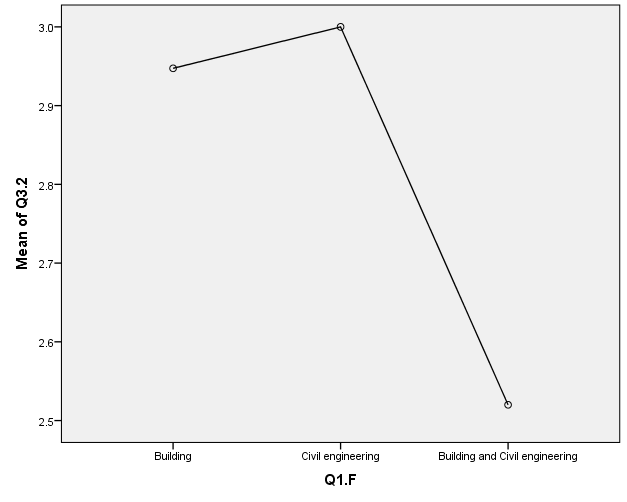 Mean of Q3.2
3.0
2.9
2.8
2.7
2.6
2.5
Building
Civil engineering
Building and Civil engineering
Q1.F